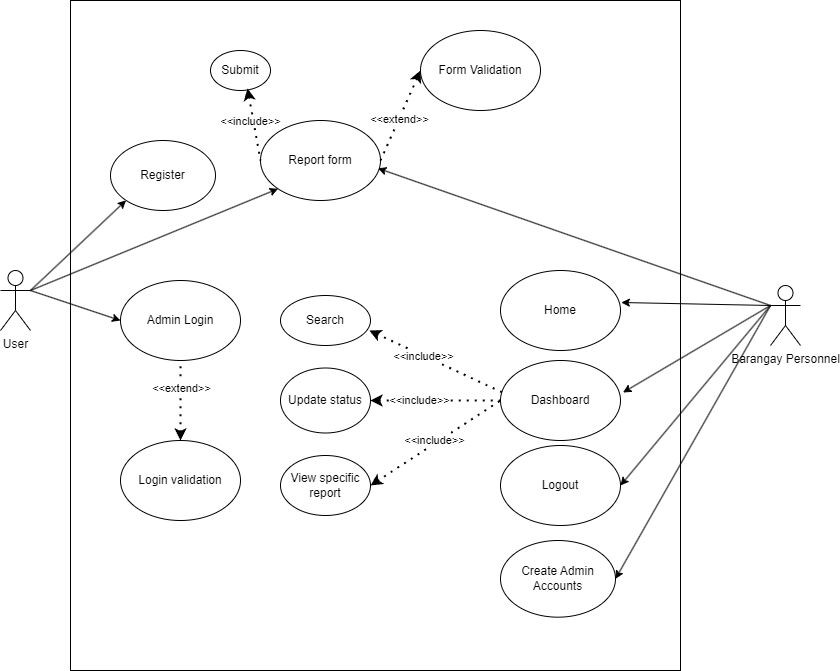 Submit
Form Validation
<<include>>
<<extend>>
Report form
Register
Home
Admin Login
Search
User
<<include>>
Barangay Personnel
<<extend>>
Update status
<<include>>
Dashboard
<<include>>
Login validation
View specific
report
Logout
Create Admin
Accounts